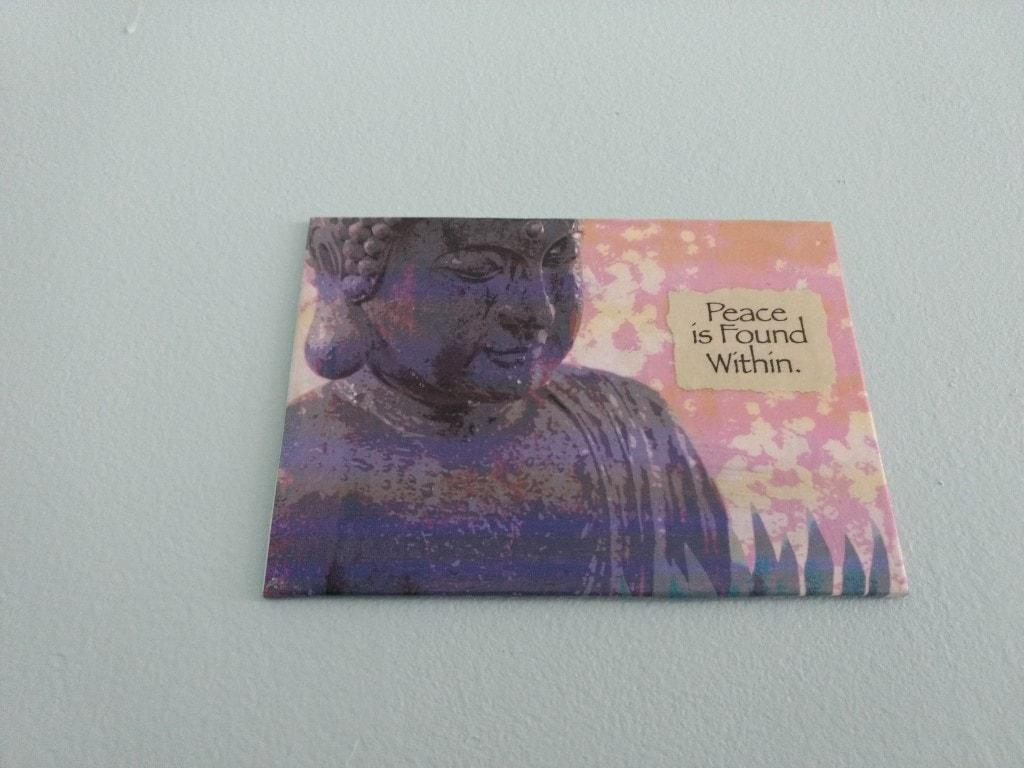 Peace
is Found
Within.